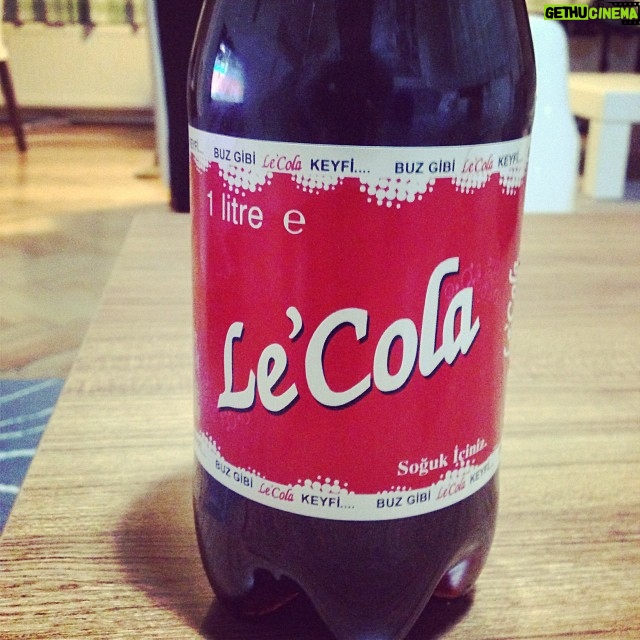 GETHUCINEMA
BUZ GİBİ Le'Cola KEYFİ.... BUZ GİBİ Le'Cola KEYFİ....
1 litre e
Le'Cola
Soğuk İçiniz.
BUZ GİBİ Le'Cola KEYFİ.... BUZ GİBİ Le'Cola KEYFİ....